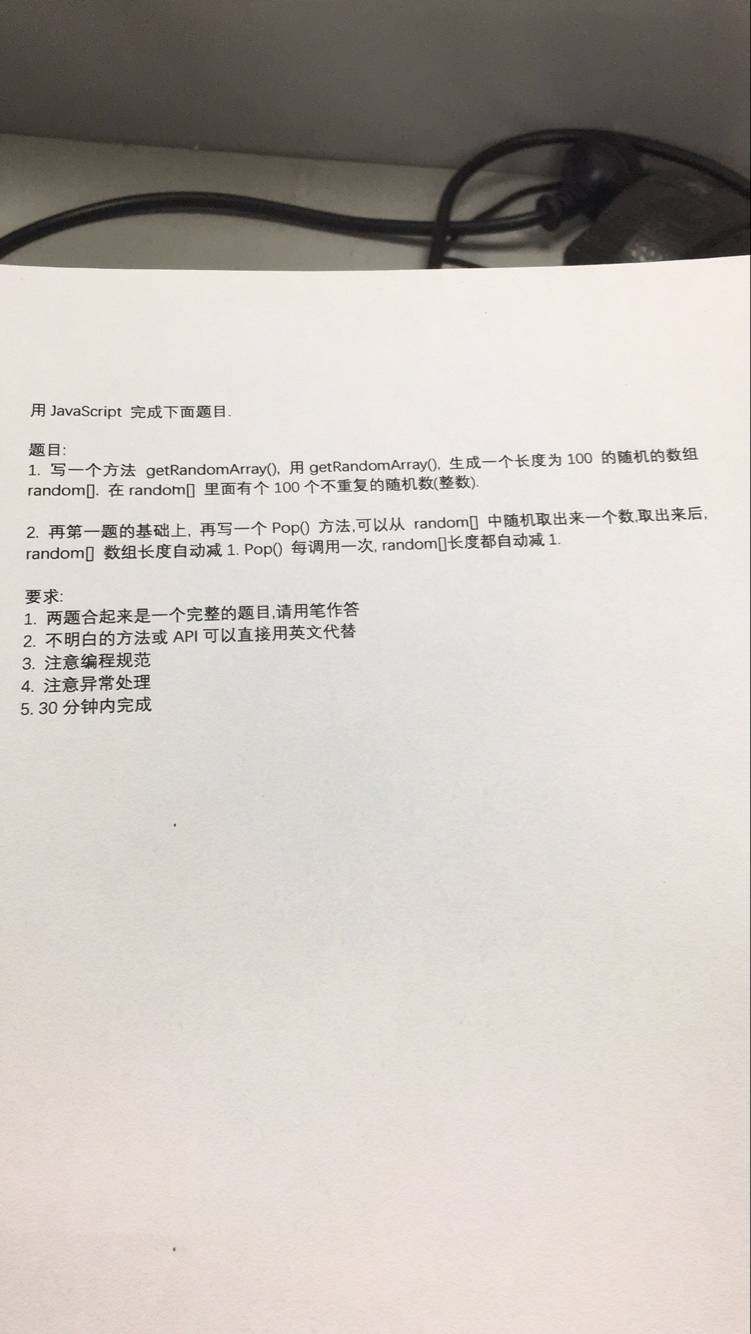 用 JavaScript 完成下面题目.
题目:
1. 写一个方法 getRandomArray(), 用 getRandomArray(), 生成一个长度为 100 的随机的数组
random[]. 在 random[] 里面有个 100 个不重复的随机数(整数).
2. 再第一题的基础上, 再写一个 Pop() 方法,可以从 random[] 中随机取出来一个数,取出来后,
random[] 数组长度自动减 1. Pop() 每调用一次, random[]长度都自动减 1.
要求:
1. 两题合起来是一个完整的题目,请用笔作答
2. 不明白的方法或 API 可以直接用英文代替
3. 注意编程规范
4. 注意异常处理
5. 30 分钟内完成